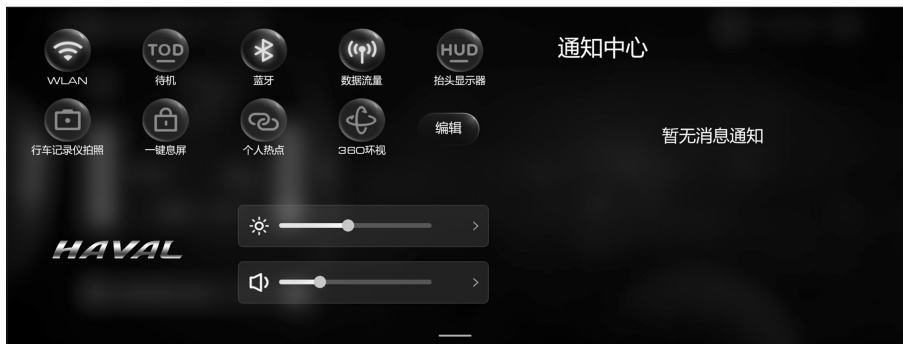 TOD
HUD
WLAN
待机
蓝牙
数据流量
抬头显示器
行车记录仪拍照
一键息屏
个人热点
360环视
编辑
HAVAL
通知中心
暂无消息通知